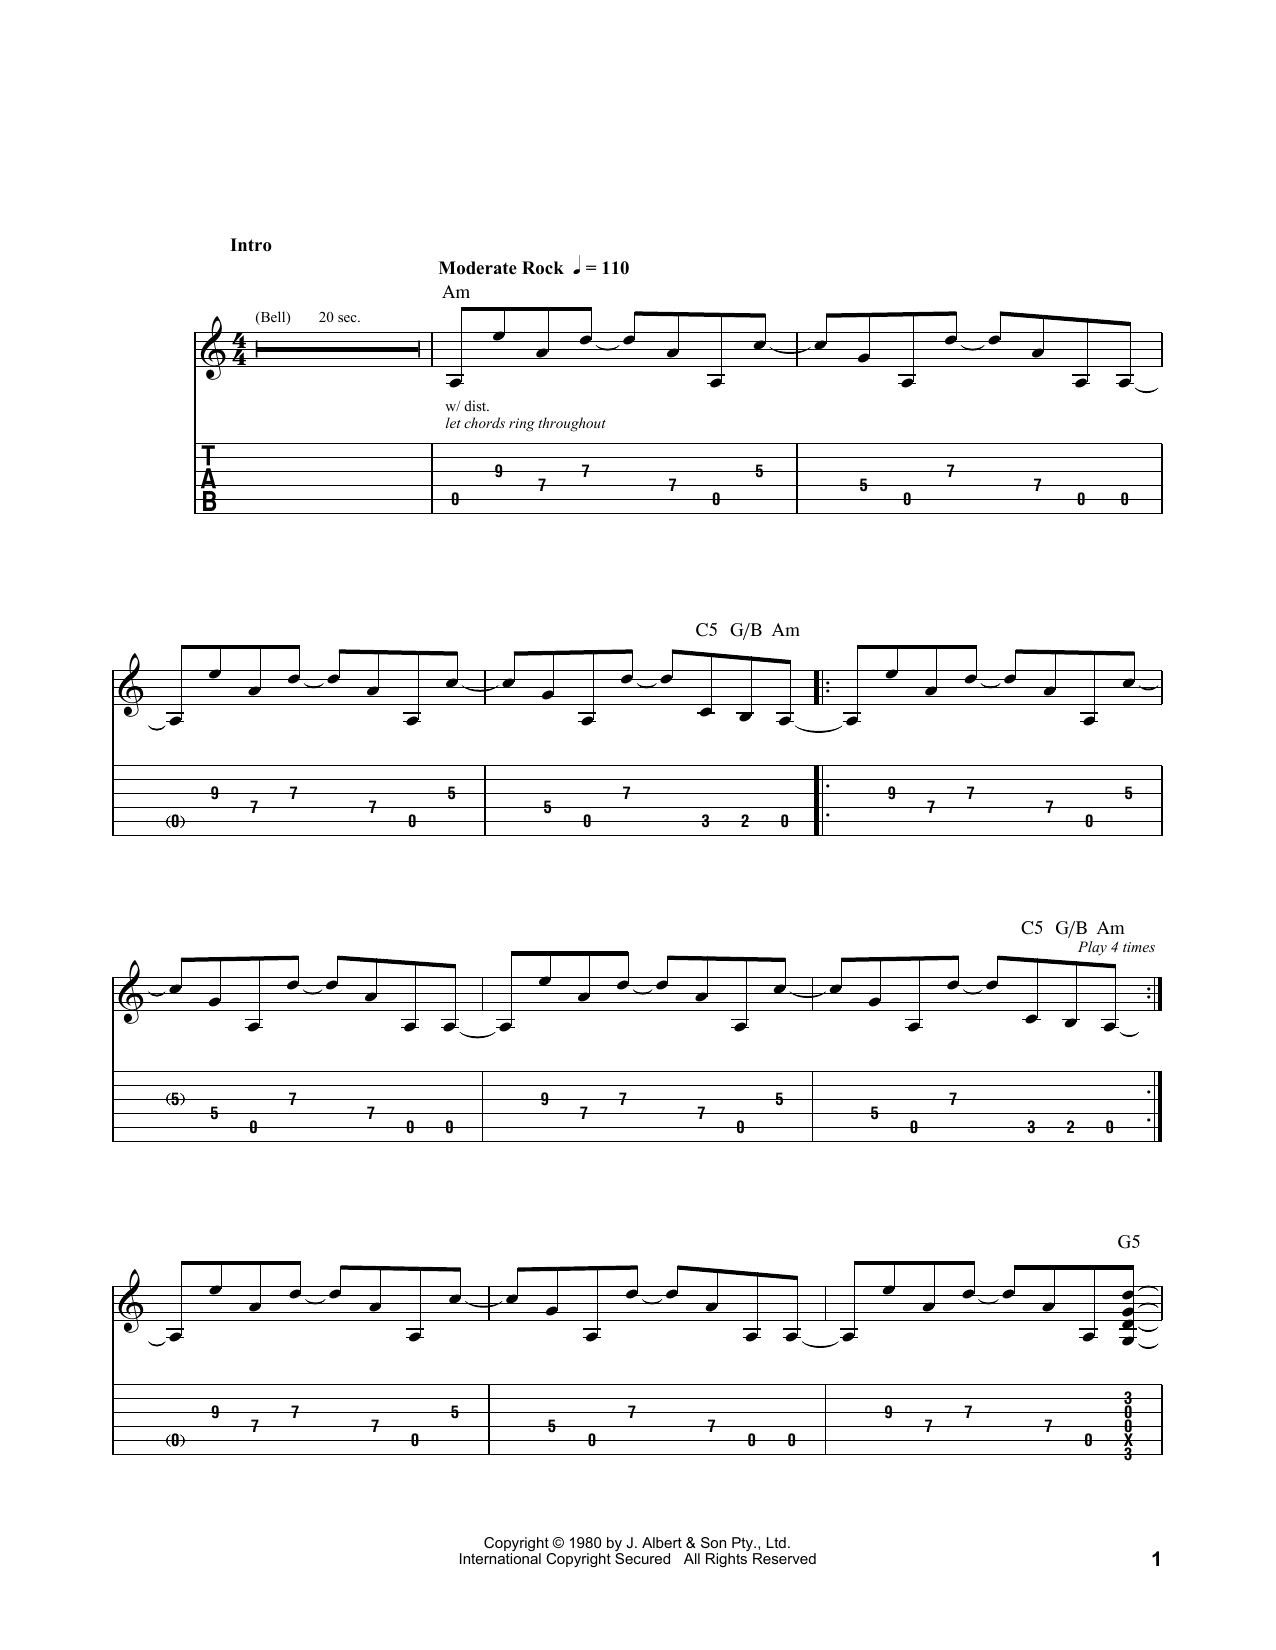 Intro
Moderate Rock ♩ = 110
Am
(Bell) 20 sec.
4
4
w/ dist.
let chords ring throughout
T
A
B
9 7 5 7
7 7 5 7
0 0 0 0 0
C5 G/B Am
9 7 5 7 9 7 5
7 7 5 7 7
(0) 0 0 3 2 0 0
C5 G/B Am
Play 4 times
(5) 7 9 7 5 7
5 7 7 7 5
0 0 0 0 0 3 2 0
G5
3
9 7 5 7 9 7 0
7 7 5 7 7 7 0
(0) 0 0 0 0 0 X
3
Copyright © 1980 by J. Albert & Son Pty., Ltd.
International Copyright Secured All Rights Reserved
1